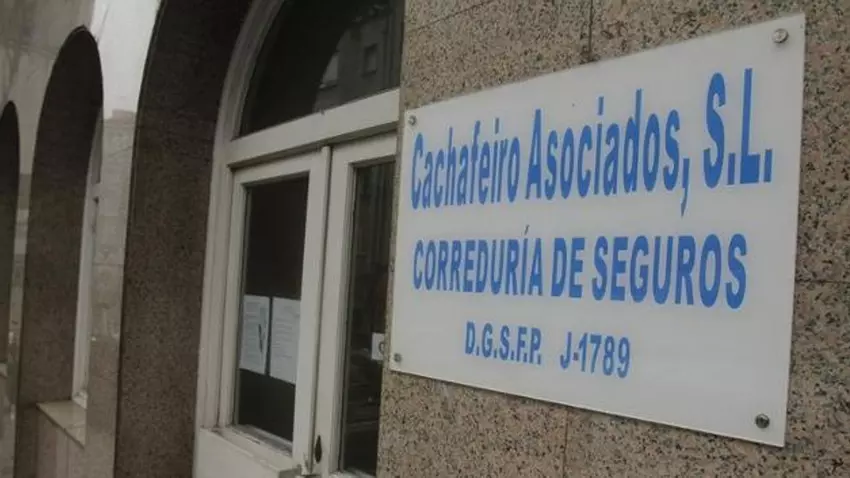 Cachafeiro Asociados, S.L.
CORREDURÍA DE SEGUROS
D.G.S.F.P. J-1789